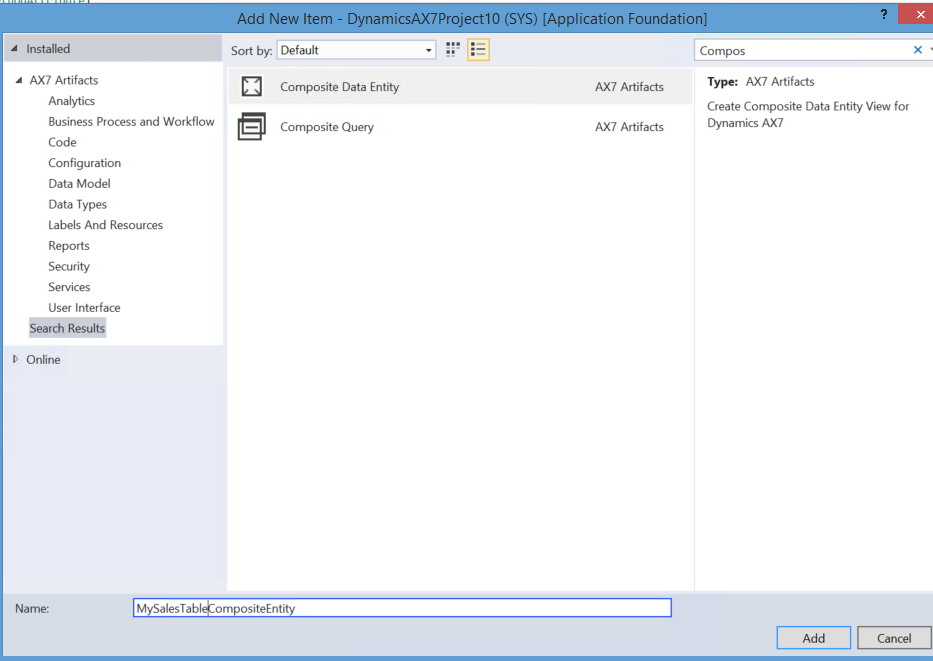 Add New Item - DynamicsAX7Project10 (SYS) [Application Foundation]
?
Installed
Sort by: Default
Compos
AX7 Artifacts
Analytics
Business Process and Workflow
Code
Configuration
Data Model
Data Types
Labels And Resources
Reports
Security
Services
User Interface
Search Results
Online
Composite Data Entity AX7 Artifacts
Composite Query AX7 Artifacts
Type: AX7 Artifacts
Create Composite Data Entity View for
Dynamics AX7
Name: MySalesTableCompositeEntity
Add Cancel